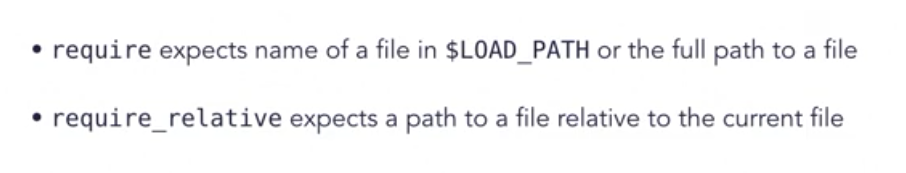 • require expects name of a file in $LOAD_PATH or the full path to a file
• require_relative expects a path to a file relative to the current file